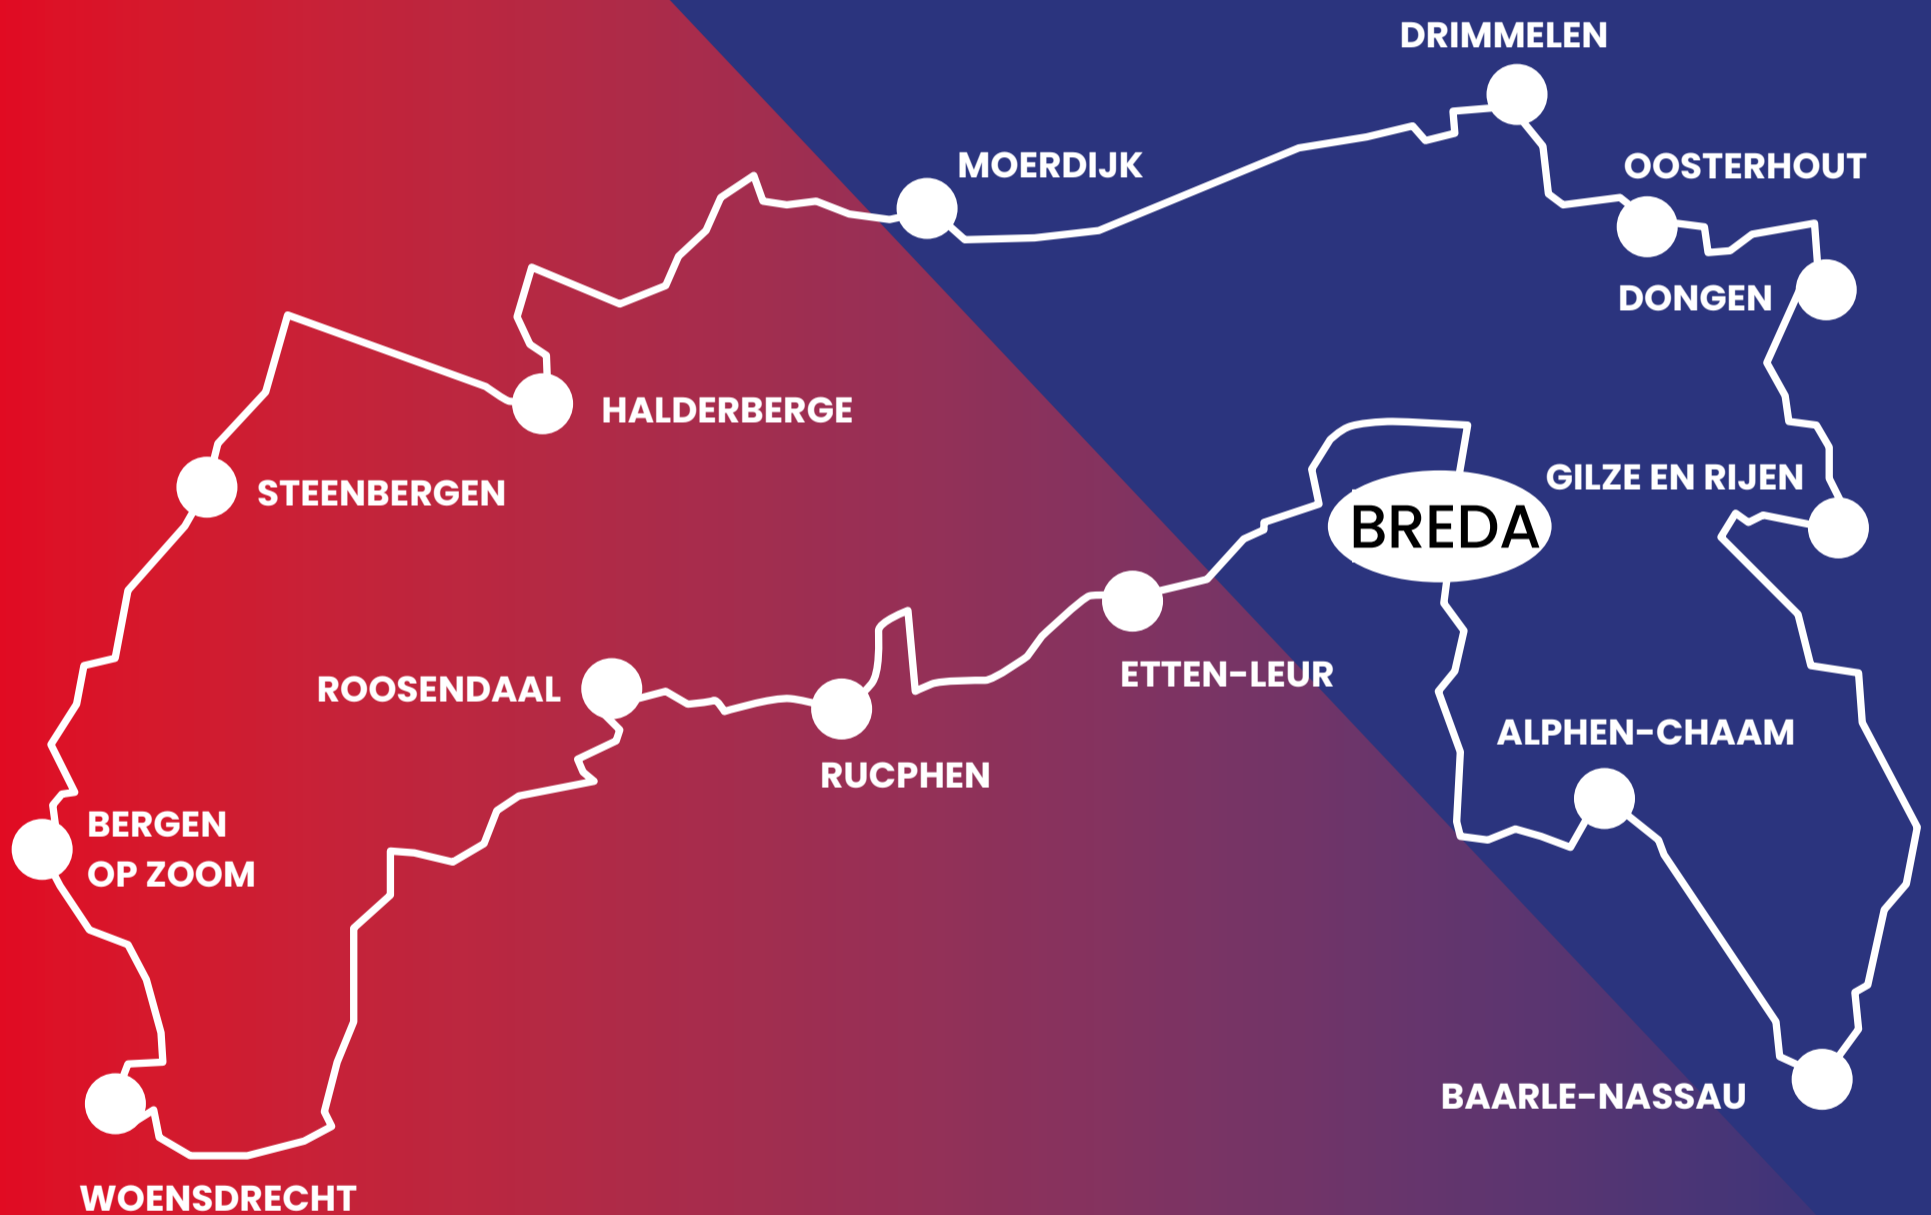 DRIMMELEN
MOERDIJK
OOSTERHOUT
DONGEN
HALDERBERGE
GILZE EN RIJEN
STEENBERGEN
BREDA
ETTEN-LEUR
ROOSENDAAL
ALPHEN-CHAAM
RUCPHEN
BERGEN
OP ZOOM
BAARLE-NASSAU
WOENSDRECHT